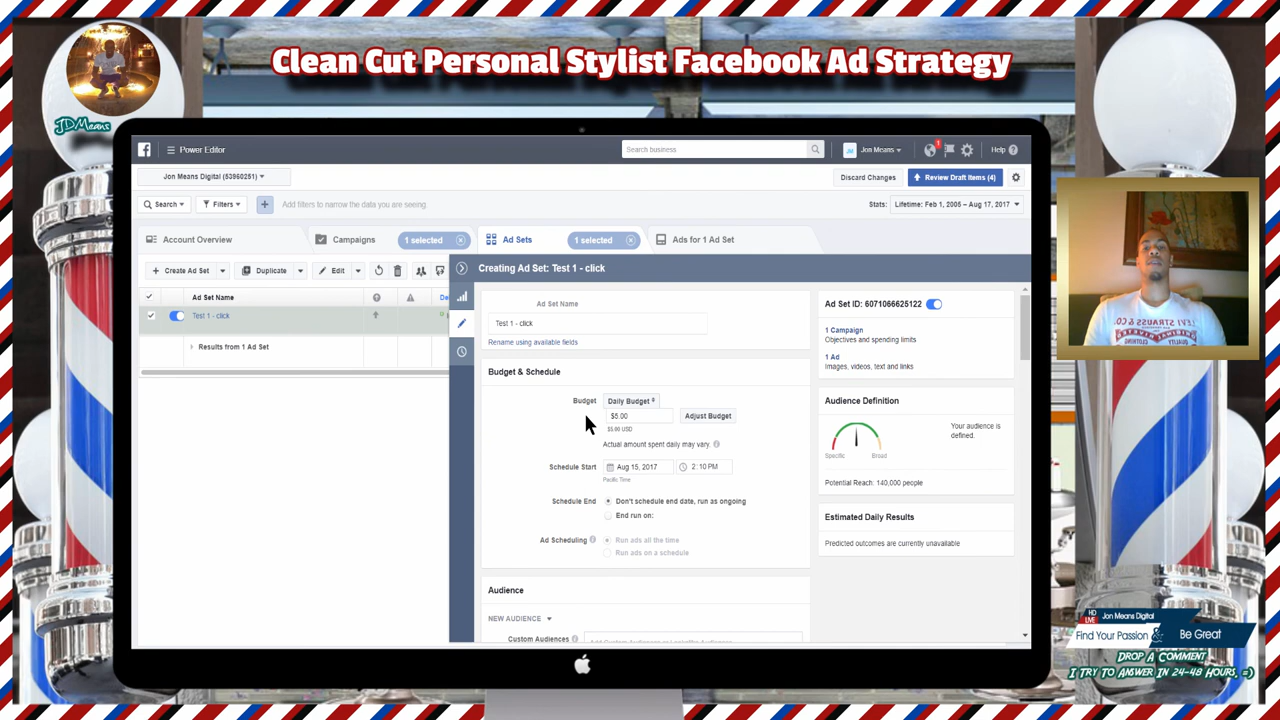 Clean Cut Personal Stylist Facebook Ad Strategy
JDMeans
Power Editor
Search business
JM
Jon Means
1
Help
Jon Means Digital (53960251)
Discard Changes
Review Draft Items (4)
Search
Filters
+
Add filters to narrow the data you are seeing.
Stats:
Lifetime: Feb 1, 2005 – Aug 17, 2017
Account Overview
Campaigns
1 selected
Ad Sets
1 selected
Ads for 1 Ad Set
+ Create Ad Set
Duplicate
Edit
Creating Ad Set: Test 1 - click
Ad Set Name
De
Test 1 - click
Results from 1 Ad Set
Ad Set Name
Test 1 - click
Rename using available fields
Budget & Schedule
Budget
Daily Budget
$5.00
Adjust Budget
$5.00 USD
Actual amount spent daily may vary.
Schedule Start
Aug 15, 2017
2:10 PM
Pacific Time
Schedule End
Don't schedule end date, run as ongoing
End run on:
Ad Scheduling
Run ads all the time
Run ads on a schedule
Audience
NEW AUDIENCE
Custom Audiences
Ad Set ID: 6071066625122
1 Campaign
Objectives and spending limits
1 Ad
Images, videos, text and links
Audience Definition
Your audience is
defined.
Specific
Broad
Potential Reach: 140,000 people
Estimated Daily Results
Predicted outcomes are currently unavailable
HD
LIVE
Jon Means Digital
Find Your Passion & Be Great
Drop A Comment
I Try To Answer In 24-48 Hours, =)